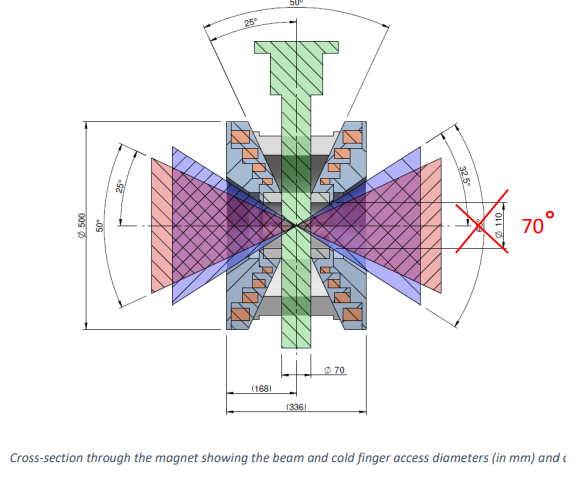 50°
25°
32.5°
25°
50°
Ø 500
Ø 110
70°
Ø 70
(168)
(336)
Cross-section through the magnet showing the beam and cold finger access diameters (in mm) and